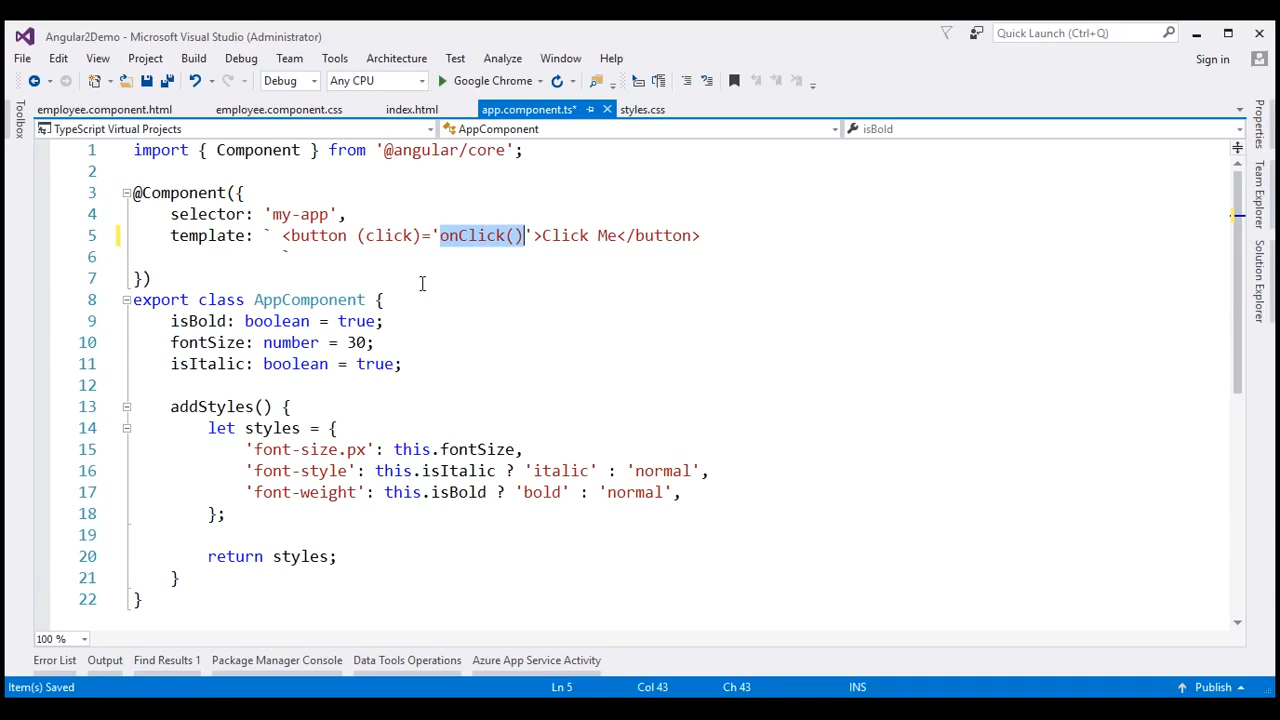 Angular2Demo - Microsoft Visual Studio (Administrator)
Quick Launch (Ctrl+Q)
File Edit View Project Build Debug Team Tools Architecture Test Analyze Window Help
Sign in
Debug Any CPU Google Chrome
employee.component.html employee.component.css index.html app.component.ts* styles.css
TypeScript Virtual Projects AppComponent isBold
Toolbox
Properties
Team Explorer
Solution Explorer
1 import { Component } from '@angular/core';
2
3 @Component({
4 selector: 'my-app',
5 template: ` <button (click)='onClick()'>Click Me</button>
6 `
7 })
8 export class AppComponent {
9 isBold: boolean = true;
10 fontSize: number = 30;
11 isItalic: boolean = true;
12
13 addStyles() {
14 let styles = {
15 'font-size.px': this.fontSize,
16 'font-style': this.isItalic ? 'italic' : 'normal',
17 'font-weight': this.isBold ? 'bold' : 'normal',
18 };
19
20 return styles;
21 }
22 }
100 %
Error List Output Find Results 1 Package Manager Console Data Tools Operations Azure App Service Activity
Item(s) Saved Ln 5 Col 43 Ch 43 INS Publish